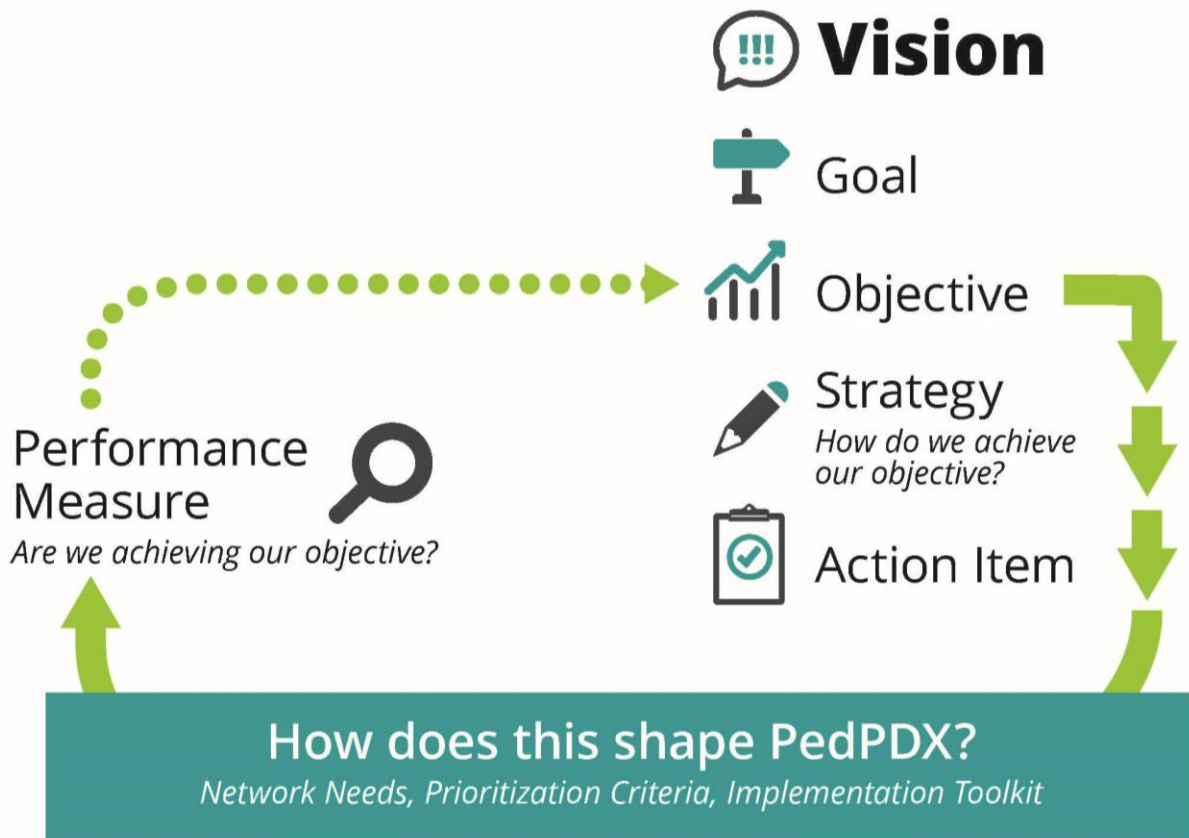 !!! Vision
Goal
Objective
Strategy
How do we achieve
our objective?
Action Item
Performance
Measure
Are we achieving our objective?
How does this shape PedPDX?
Network Needs, Prioritization Criteria, Implementation Toolkit